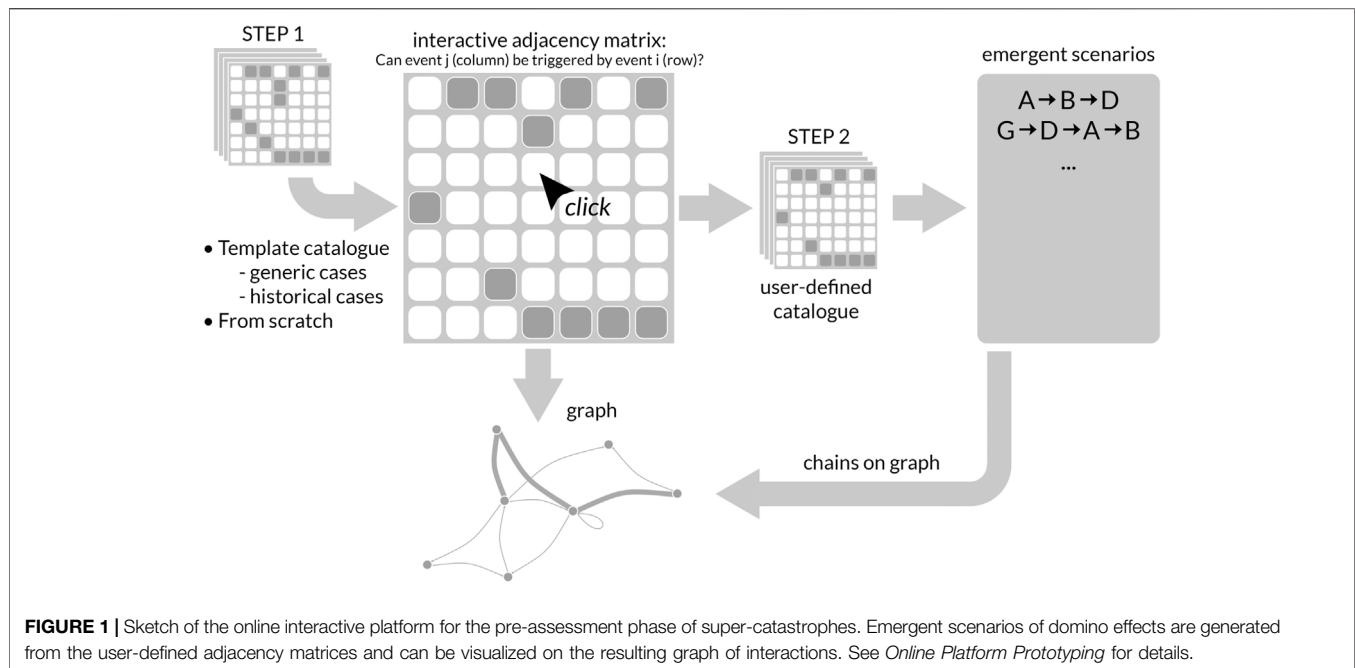 STEP 1
interactive adjacency matrix:
Can event j (column) be triggered by event i (row)?
click
• Template catalogue
- generic cases
- historical cases
• From scratch
STEP 2
user-defined
catalogue
emergent scenarios
A→B→D
G→D→A→B
...
graph
chains on graph
FIGURE 1 | Sketch of the online interactive platform for the pre-assessment phase of super-catastrophes. Emergent scenarios of domino effects are generated
from the user-defined adjacency matrices and can be visualized on the resulting graph of interactions. See Online Platform Prototyping for details.